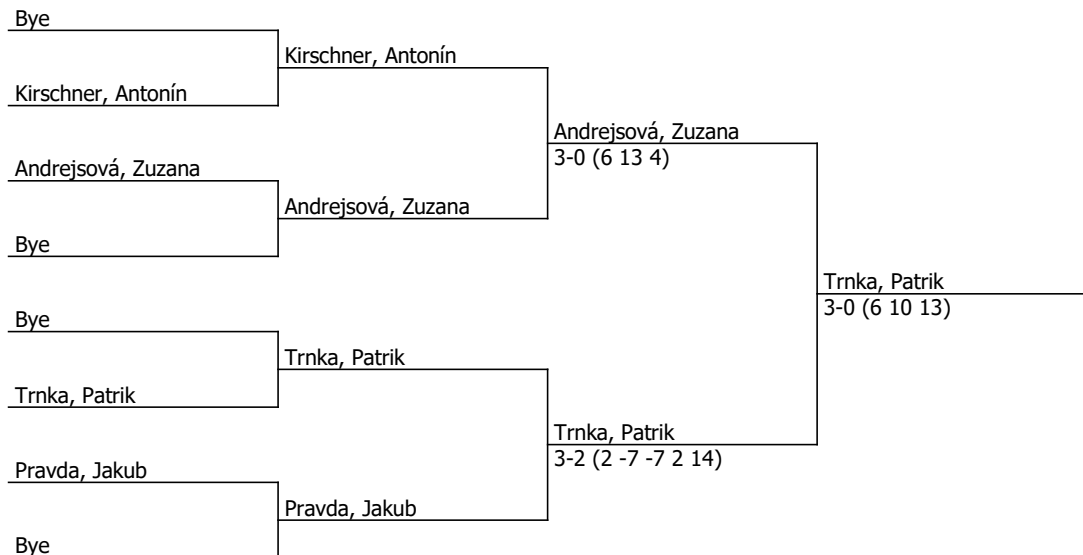 Bye
Kirschner, Antonín
Kirschner, Antonín
Andrejsová, Zuzana
3-0 (6 13 4)
Andrejsová, Zuzana
Andrejsová, Zuzana
Bye
Trnka, Patrik
3-0 (6 10 13)
Bye
Trnka, Patrik
Trnka, Patrik
Trnka, Patrik
3-2 (2 -7 -7 2 14)
Pravda, Jakub
Pravda, Jakub
Bye